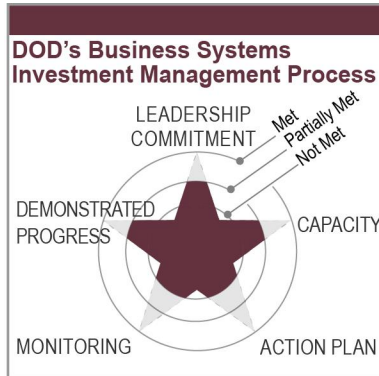 DOD's Business Systems
Investment Management Process
LEADERSHIP
COMMITMENT
Met
Partially Met
Not Met
DEMONSTRATED
PROGRESS
CAPACITY
MONITORING
ACTION PLAN